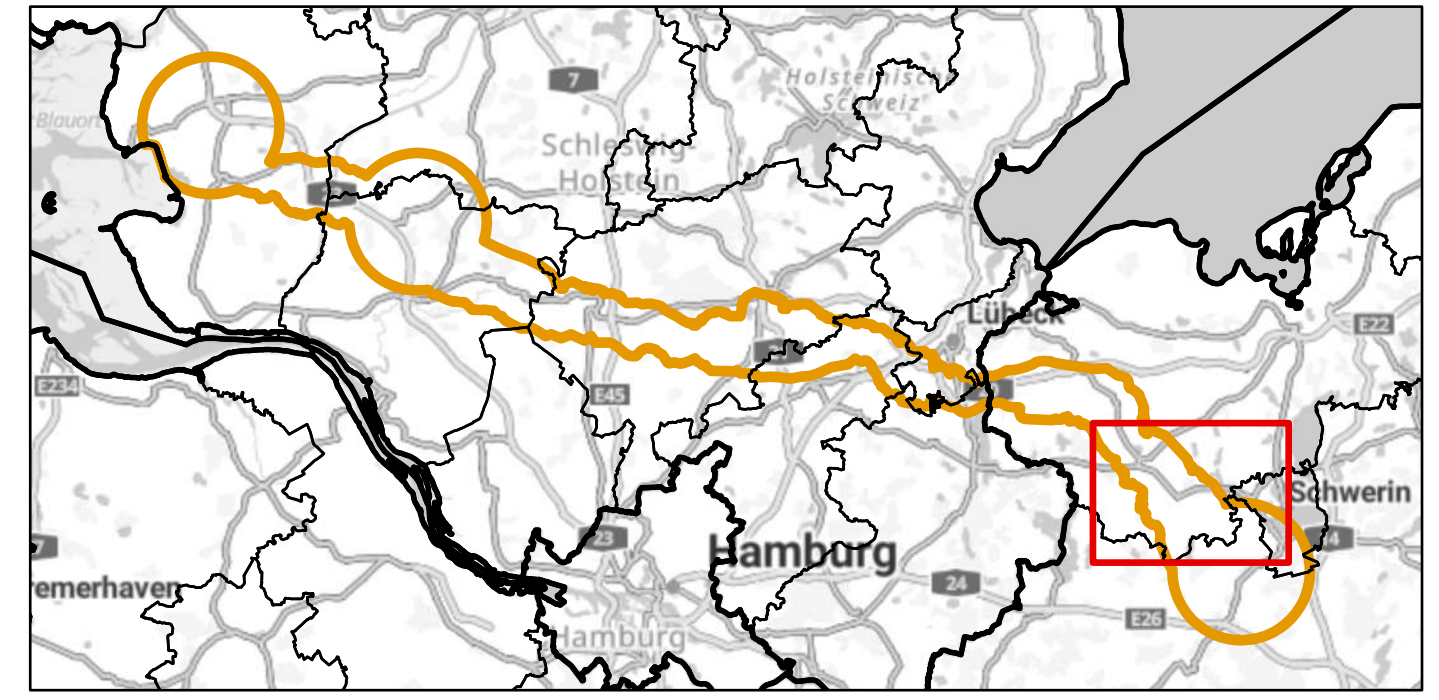 Holsteinische
Schweiz
7
Blauort
Schleswig-
Holstein
Lübeck
E22
E234
E45
Schwerin
Hamburg
23
24
remerhaven
E26
Hamburg